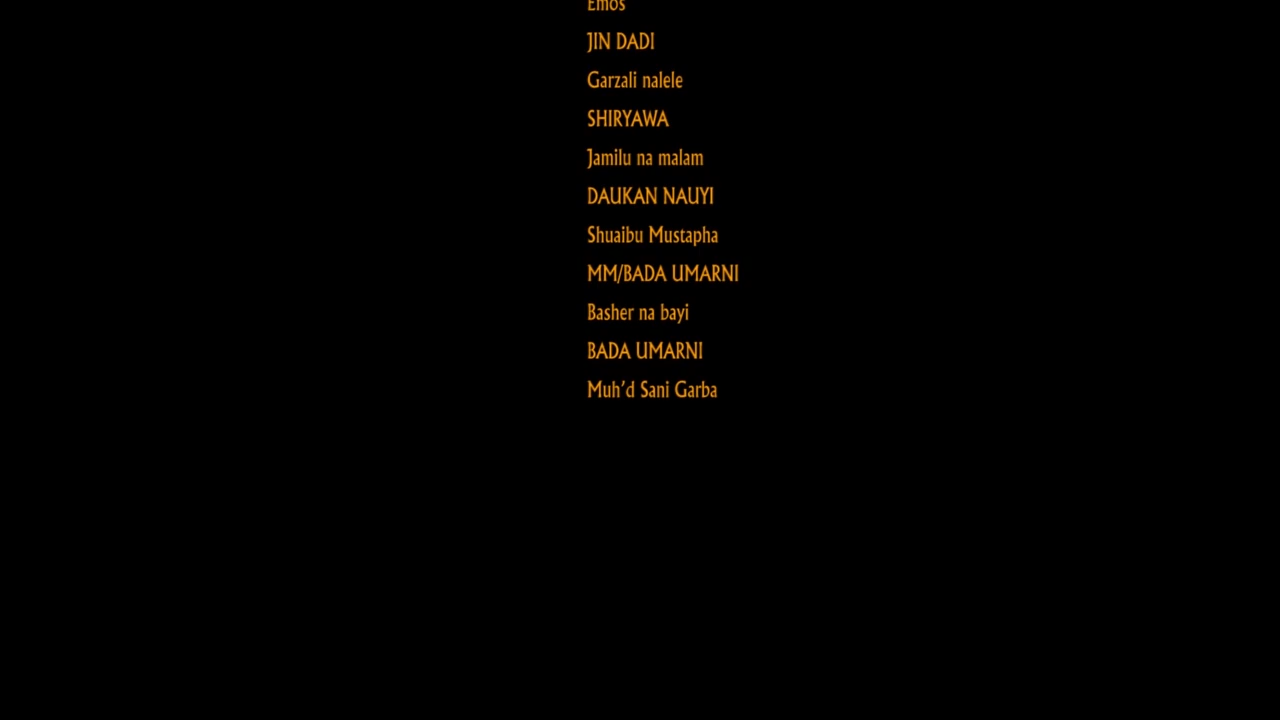 Emos
JIN DADI
Garzali nalele
SHIRYAWA
Jamilu na malam
DAUKAN NAUYI
Shuaibu Mustapha
MM/BADA UMARNI
Basher na bayi
BADA UMARNI
Muh'd Sani Garba